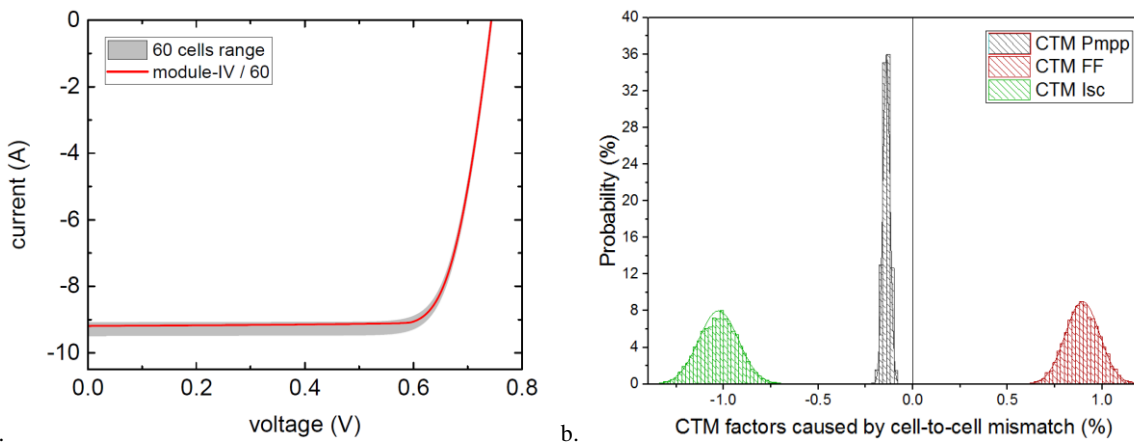 0
-2
-4
-6
-8
-10
current (A)
60 cells range
module-IV / 60
0.0 0.2 0.4 0.6 0.8
voltage (V)
.
40
36
32
28
24
20
16
12
8
4
0
Probability (%)
CTM Pmpp
CTM FF
CTM Isc
-1.0 -0.5 0.0 0.5 1.0
CTM factors caused by cell-to-cell mismatch (%)
b.